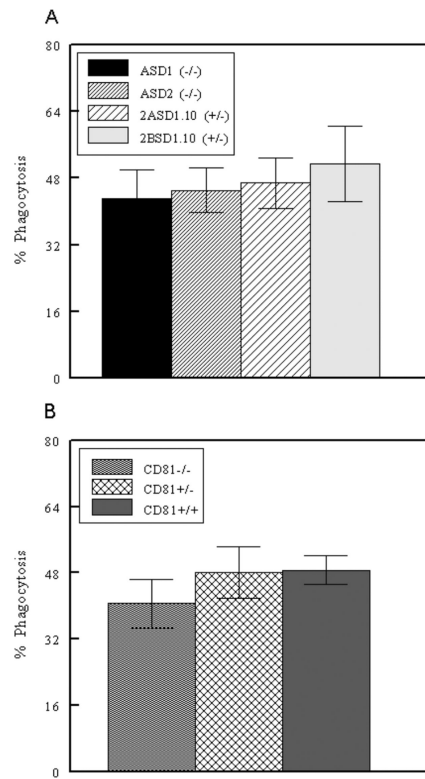 A
80
64
48
32
16
0
% Phagocytosis
ASD1 (-/-)
ASD2 (-/-)
2ASD1.10 (+/-)
2BSD1.10 (+/-)
B
80
64
48
32
16
0
% Phagocytosis
CD81-/-
CD81+/-
CD81+/+